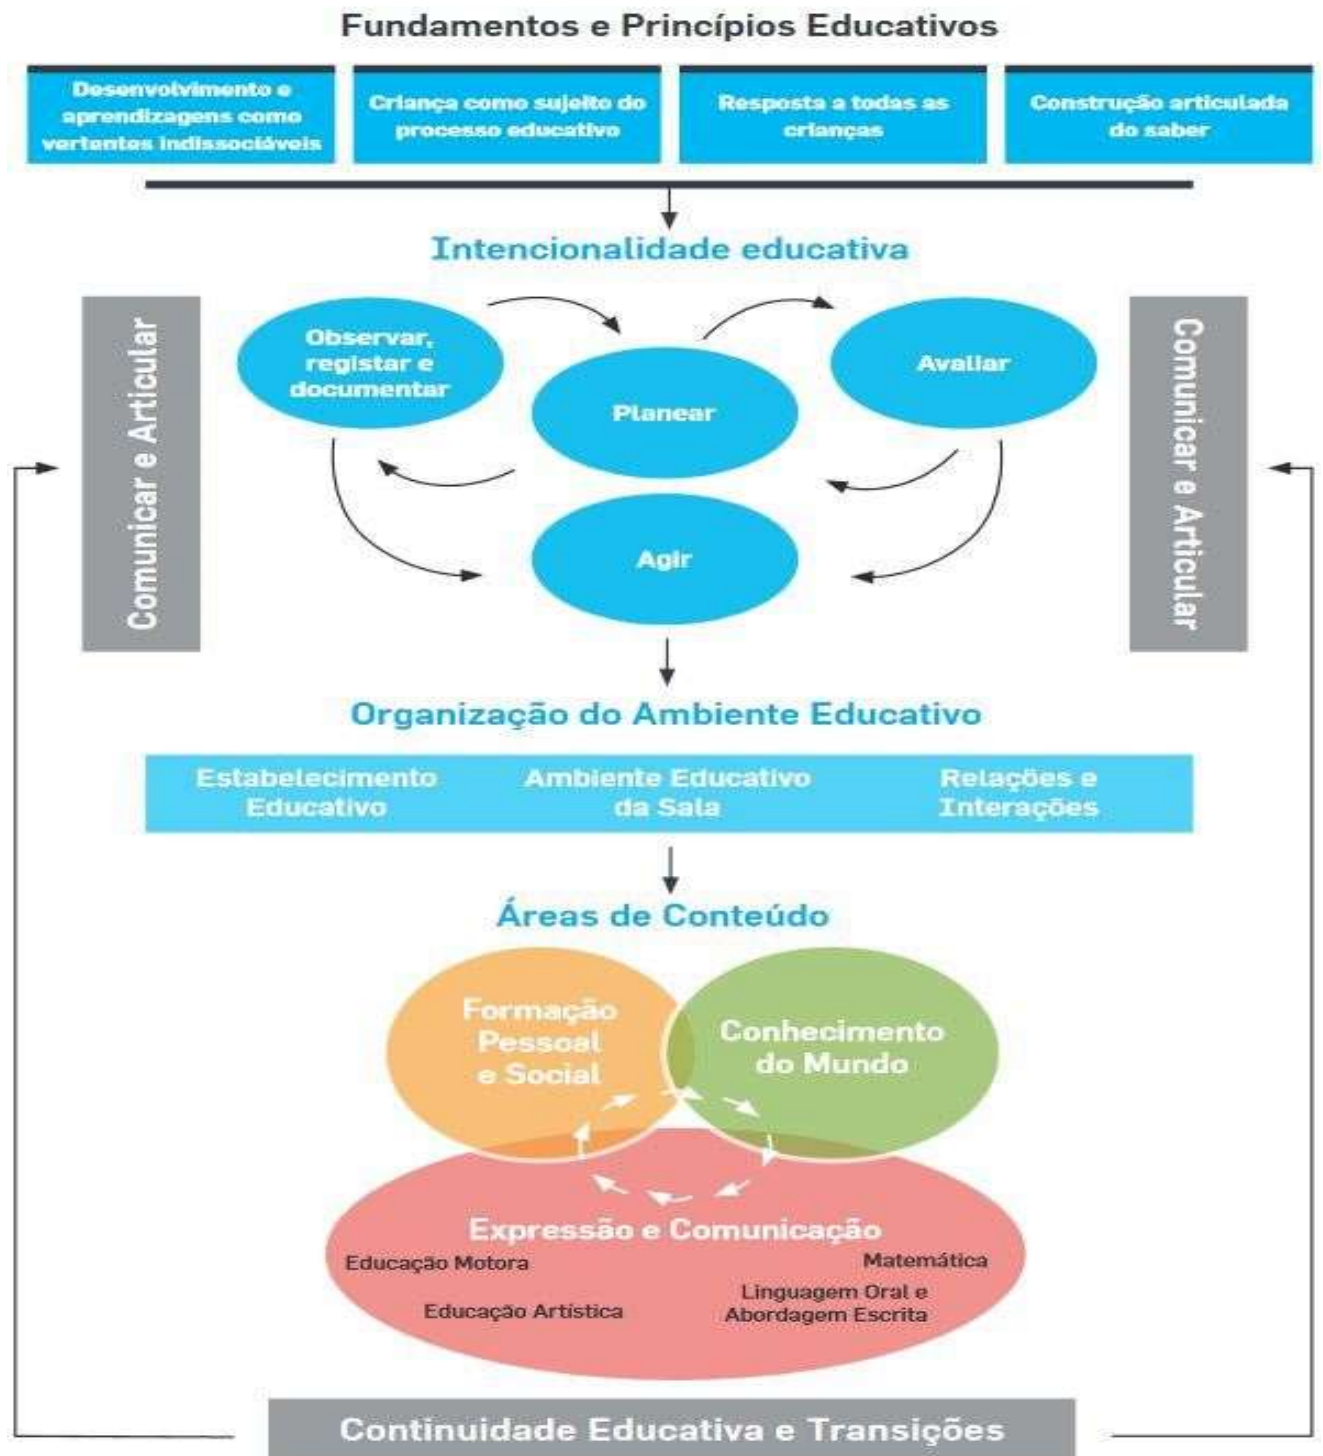 Fundamentos e Princípios Educativos
Desenvolvimento e
aprendizagens como
vertentes indissociáveis
Criança como sujeito do
processo educativo
Resposta a todas as
crianças
Construção articulada
do saber
Intencionalidade educativa
Comunicar e Articular
Observar,
registar e
documentar
Planear
Avaliar
Agir
Comunicar e Articular
Organização do Ambiente Educativo
Estabelecimento
Educativo
Ambiente Educativo
da Sala
Relações e
Interações
Áreas de Conteúdo
Formação
Pessoal
e Social
Conhecimento
do Mundo
Expressão e Comunicação
Educação Motora
Matemática
Educação Artística
Linguagem Oral e
Abordagem Escrita
Continuidade Educativa e Transições